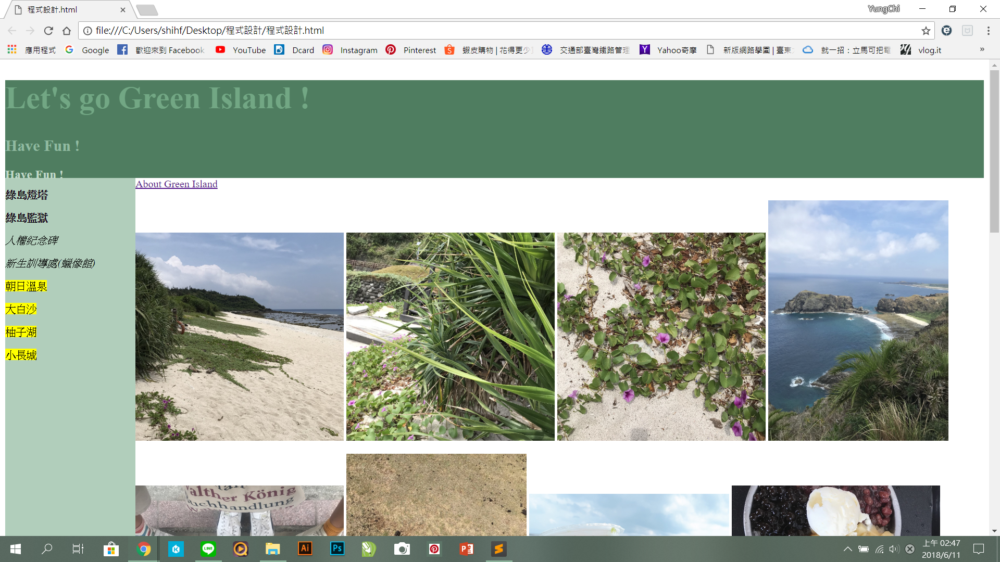 程式設計.html
YungChi
file:///C:/Users/shihf/Desktop/程式設計/程式設計.html
應用程式 Google 歡迎來到 Facebook YouTube Dcard Instagram Pinterest 蝦皮購物 | 花得更少 交通部臺灣鐵路管理 Yahoo奇摩 新版網路學園 | 臺東 就一招：立馬可把電 vlog.it »
Let's go Green Island !
Have Fun !
Have Fun !
About Green Island
綠島燈塔
綠島監獄
人權紀念碑
新生訓導處(蠟像館)
朝日溫泉
大白沙
柚子湖
小長城
Walther König
Buchhandlung
上午 02:47
2018/6/11